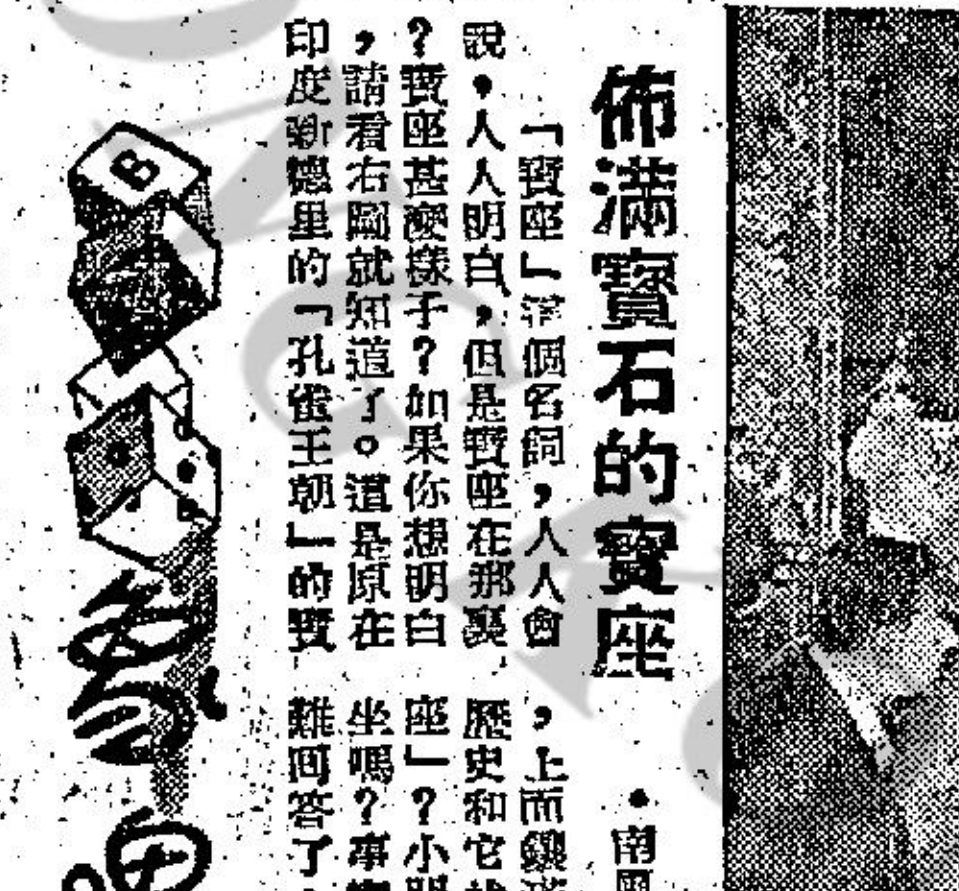 佈滿寶石的寶座
•南
「寶座」這個名詞,人人會
說,人人明白,但是寶座在那裏
?寶座甚麼樣子?如果你想明白
,請看右圖就知道了。這是原在
印度新德里的「孔雀王朝」的寶
,上面鑲
歷史和它
座」?小
坐嗎?事實
難回答了
B